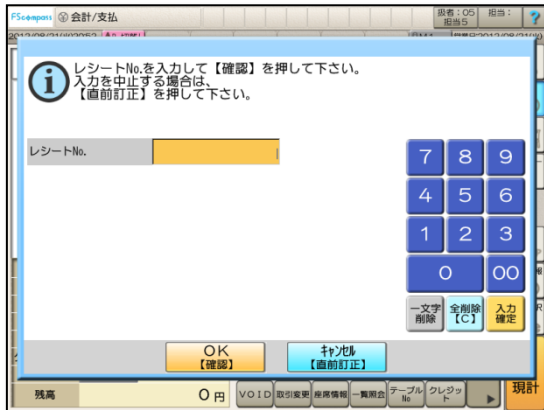 FScompass ㊎会計/支払
扱者:05 担当:
担当5
?
レシートNo.を入力して【確認】を押して下さい。
入力を中止する場合は、
【直前訂正】を押して下さい。
レシートNo.
7 8 9
4 5 6
1 2 3
0 00
一文字削除 全削除【C】 入力確定
OK
【確認】
ｷｬﾝｾﾙ
【直前訂正】
残高 0円 VOID 取引変更 座席情報 一覧照会 テーブルNo クレジット ▶ 現計